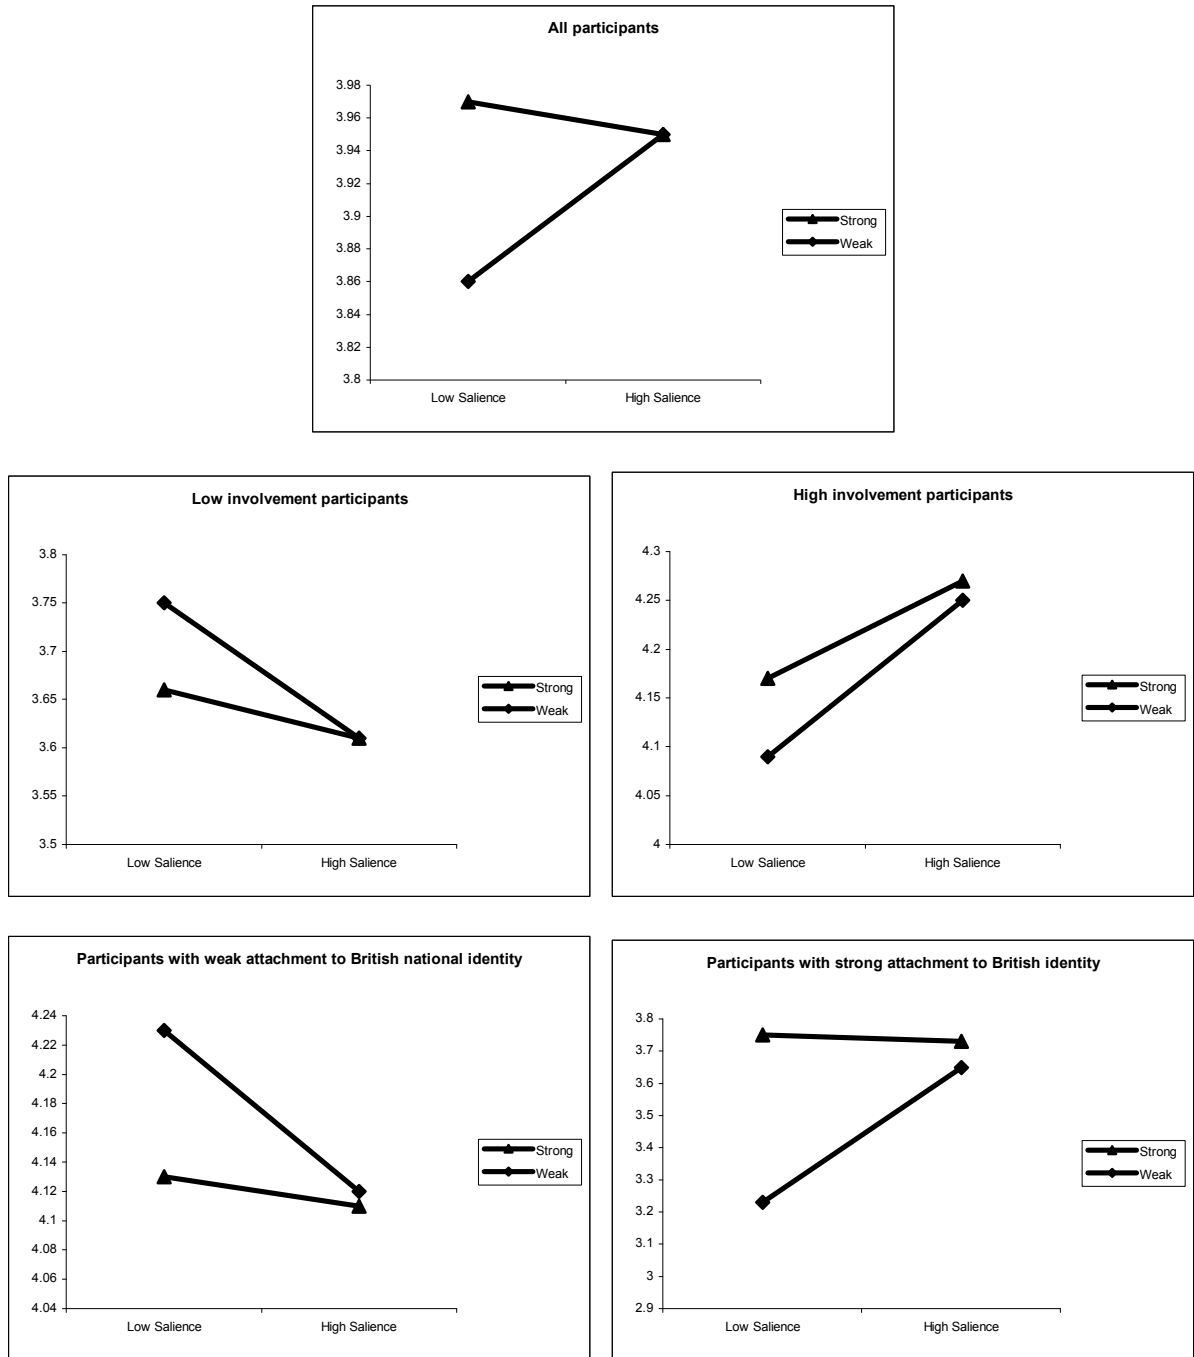 All participants
3.98
3.96
3.94
3.92
3.9
3.88
3.86
3.84
3.82
3.8
Low Salience High Salience
Strong
Weak
Low involvement participants
3.8
3.75
3.7
3.65
3.6
3.55
3.5
Low Salience High Salience
Strong
Weak
High involvement participants
4.3
4.25
4.2
4.15
4.1
4.05
4
Low Salience High Salience
Strong
Weak
Participants with weak attachment to British national identity
4.24
4.22
4.2
4.18
4.16
4.14
4.12
4.1
4.08
4.06
4.04
Low Salience High Salience
Strong
Weak
Participants with strong attachment to British identity
3.8
3.7
3.6
3.5
3.4
3.3
3.2
3.1
3
2.9
Low Salience High Salience
Strong
Weak